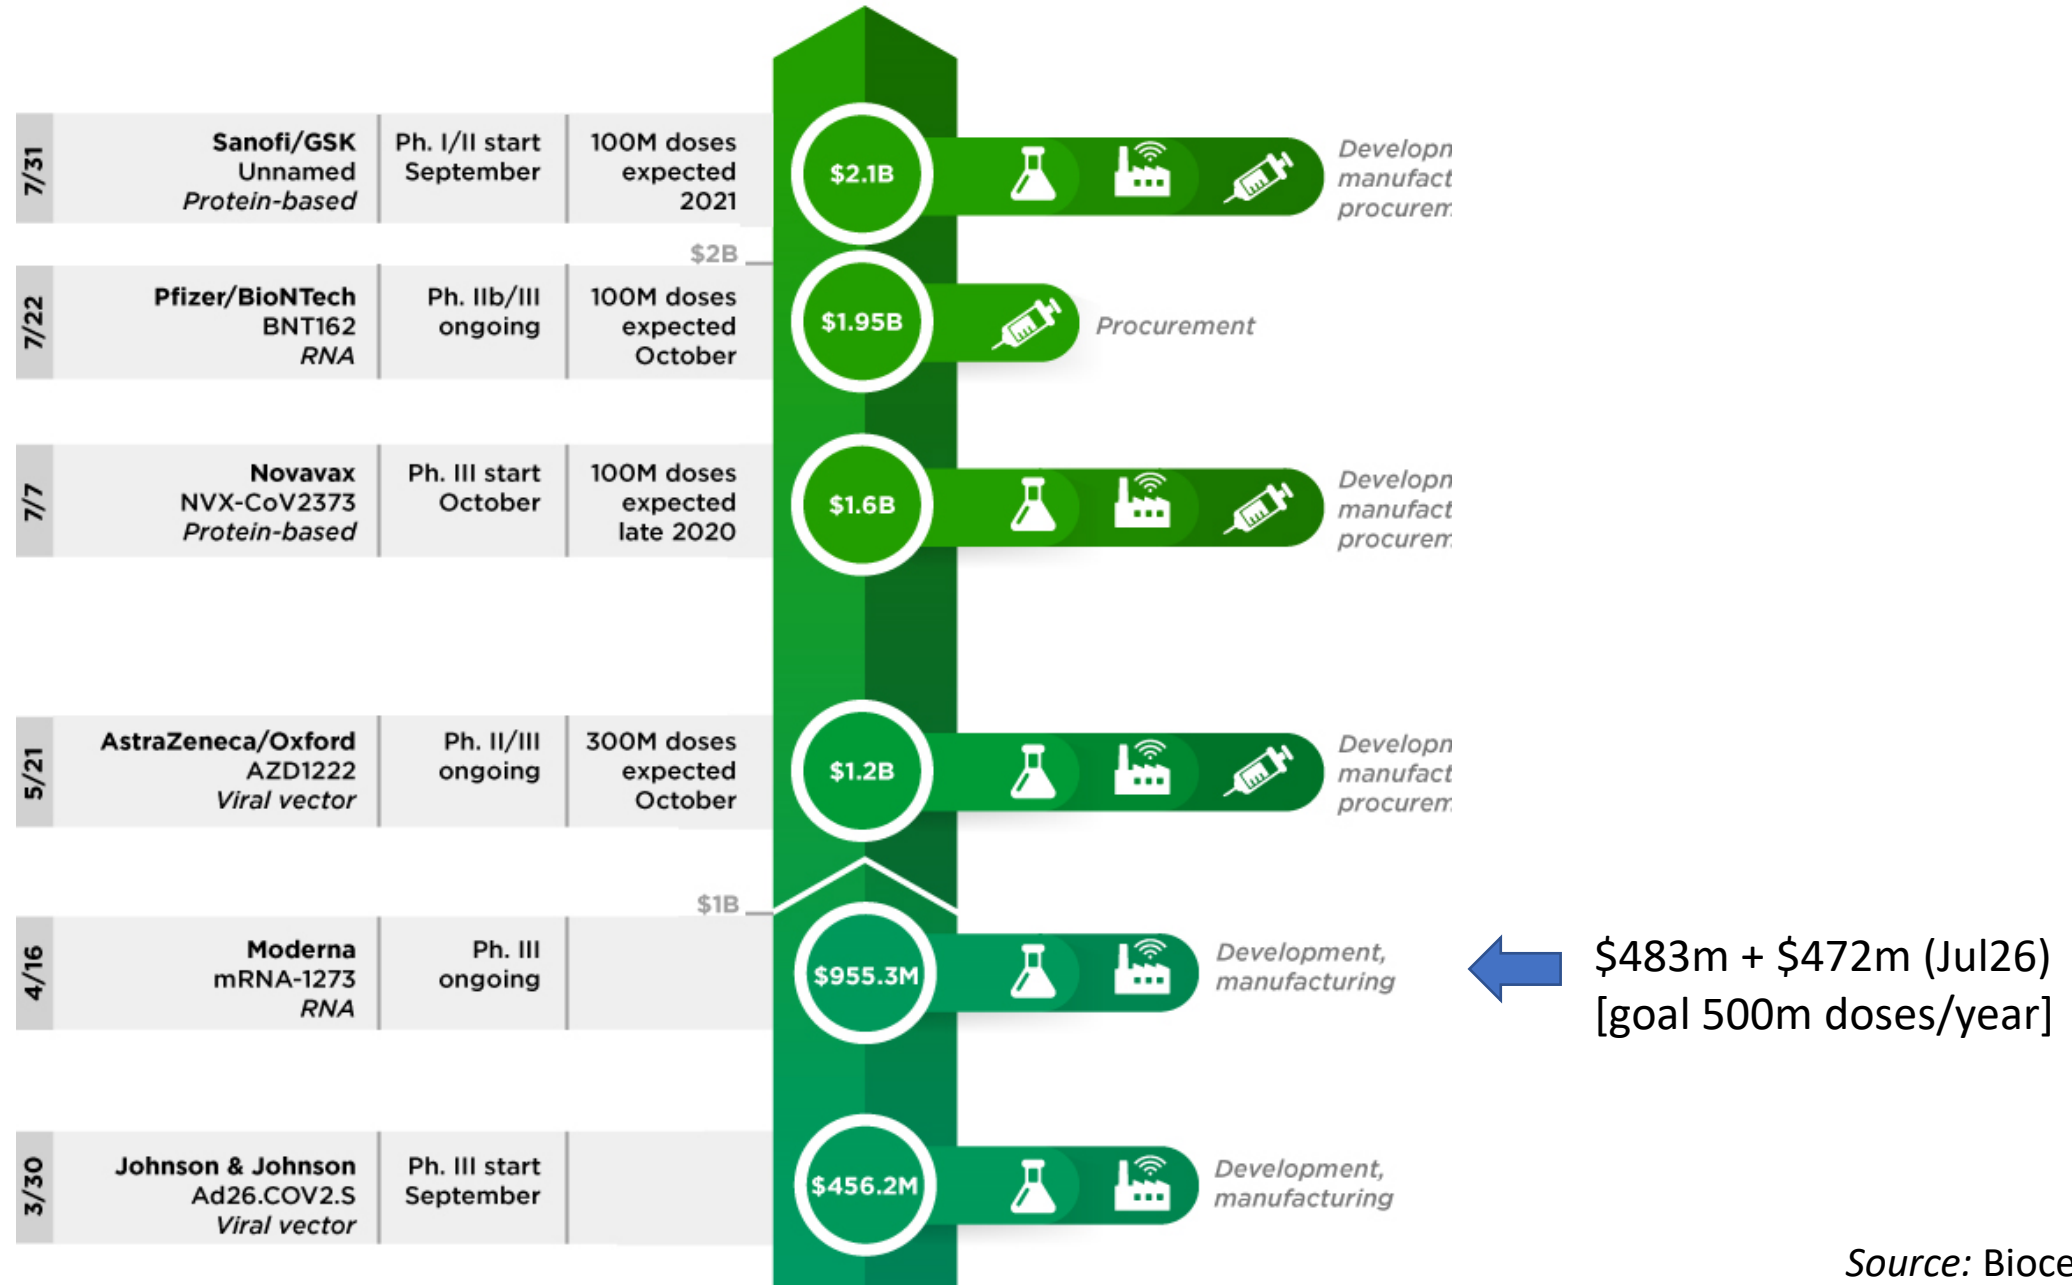 7/31
Sanofi/GSK
Unnamed
Protein-based
Ph. I/II start
September
100M doses
expected
2021
$2.1B
$2B
7/22
Pfizer/BioNTech
BNT162
RNA
Ph. IIb/III
ongoing
100M doses
expected
October
$1.95B
Procurement
7/7
Novavax
NVX-CoV2373
Protein-based
Ph. III start
October
100M doses
expected
late 2020
$1.6B
5/21
AstraZeneca/Oxford
AZD1222
Viral vector
Ph. II/III
ongoing
300M doses
expected
October
$1.2B
$1B
4/16
Moderna
mRNA-1273
RNA
Ph. III
ongoing
$955.3M
Development,
manufacturing
$483m + $472m (Jul26)
[goal 500m doses/year]
3/30
Johnson & Johnson
Ad26.COV2.S
Viral vector
Ph. III start
September
$456.2M
Development,
manufacturing
Source: